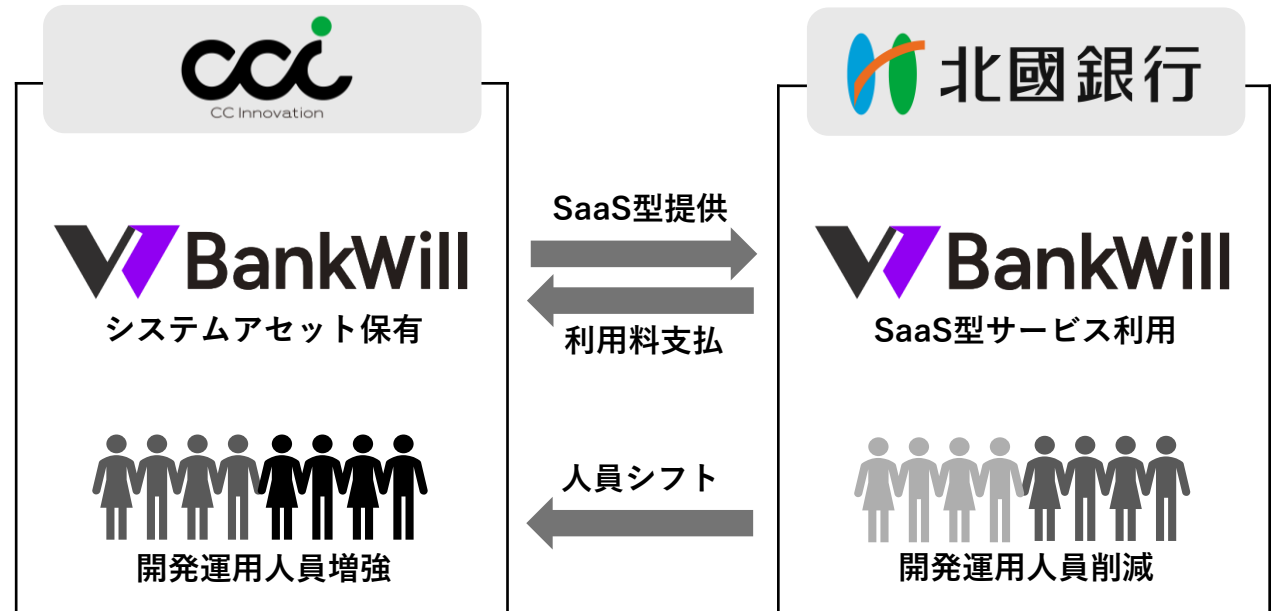 cci
CC Innovation
北國銀行
BankWill
システムアセット保有
SaaS型提供
利用料支払
BankWill
SaaS型サービス利用
開発運用人員増強
人員シフト
開発運用人員削減